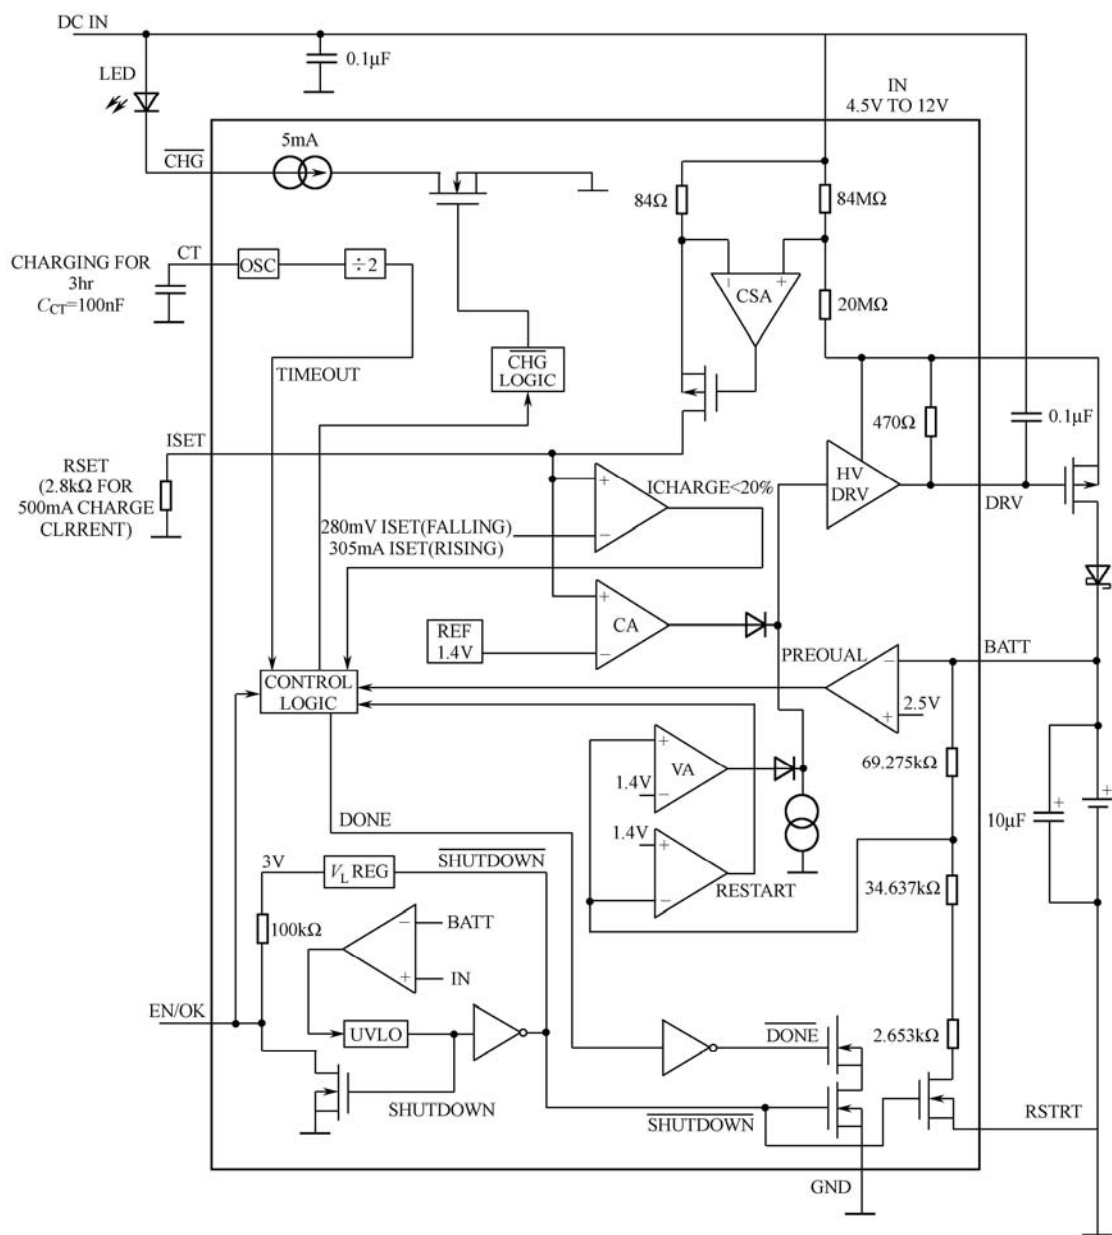 DC IN
0.1μF
LED
IN
4.5V TO 12V
5mA
CHG
84Ω
84MΩ
CT
OSC
÷2
CHARGING FOR
3hr
CCT=100nF
− +
CSA
20MΩ
CHG
LOGIC
TIMEOUT
470Ω
0.1μF
ISET
RSET
(2.8kΩ FOR
500mA CHARGE
CLRRENT)
+
ICHARGE<20%
HV
DRV
DRV
280mV ISET(FALLING)
305mA ISET(RISING)
−
+
CA
−
REF
1.4V
PREOUAL
−
BATT
2.5V
+
CONTROL
LOGIC
+
VA
1.4V
−
69.275kΩ
10μF
+
+
DONE
1.4V
+
RESTART
−
34.637kΩ
3V
VL REG
SHUTDOWN
100kΩ
−
BATT
+
IN
EN/OK
UVLO
DONE
2.653kΩ
SHUTDOWN
SHUTDOWN
RSTRT
GND